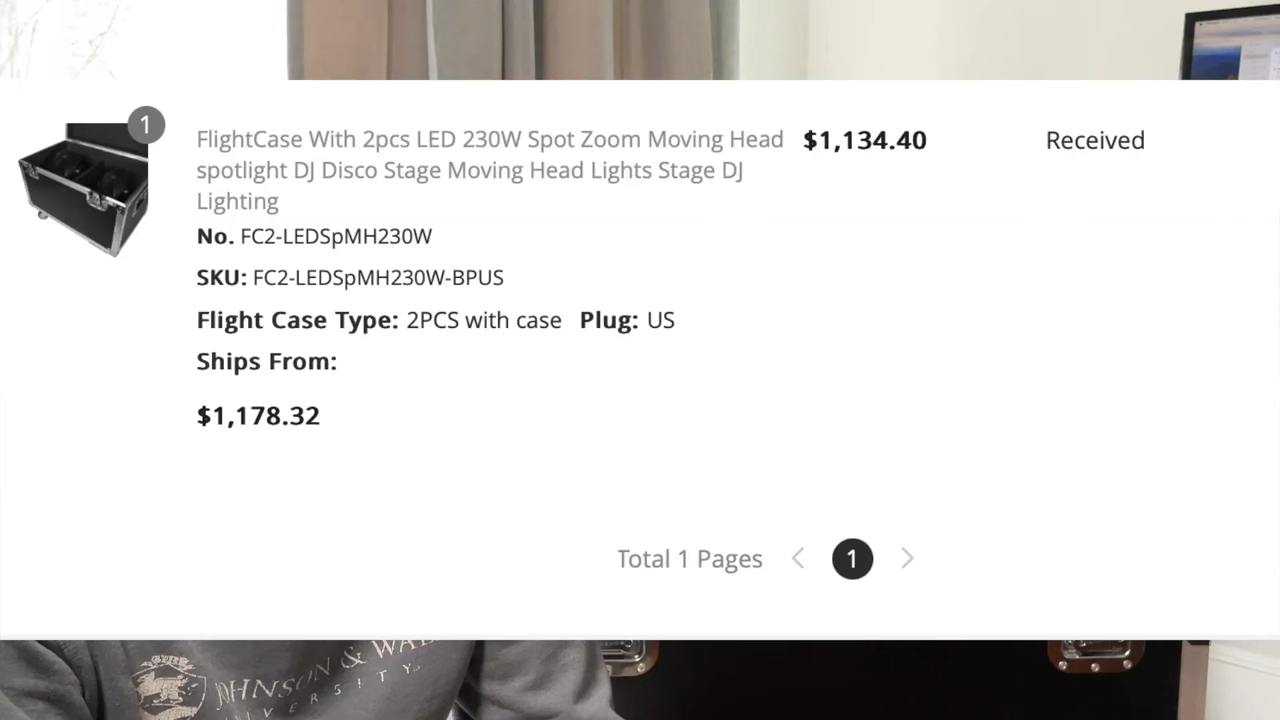 1
FlightCase With 2pcs LED 230W Spot Zoom Moving Head
spotlight DJ Disco Stage Moving Head Lights Stage DJ
Lighting
$1,134.40
Received
No. FC2-LEDSpMH230W
SKU: FC2-LEDSpMH230W-BPUS
Flight Case Type: 2PCS with case Plug: US
Ships From:
$1,178.32
Total 1 Pages < 1 >
JOHNSON & WAL